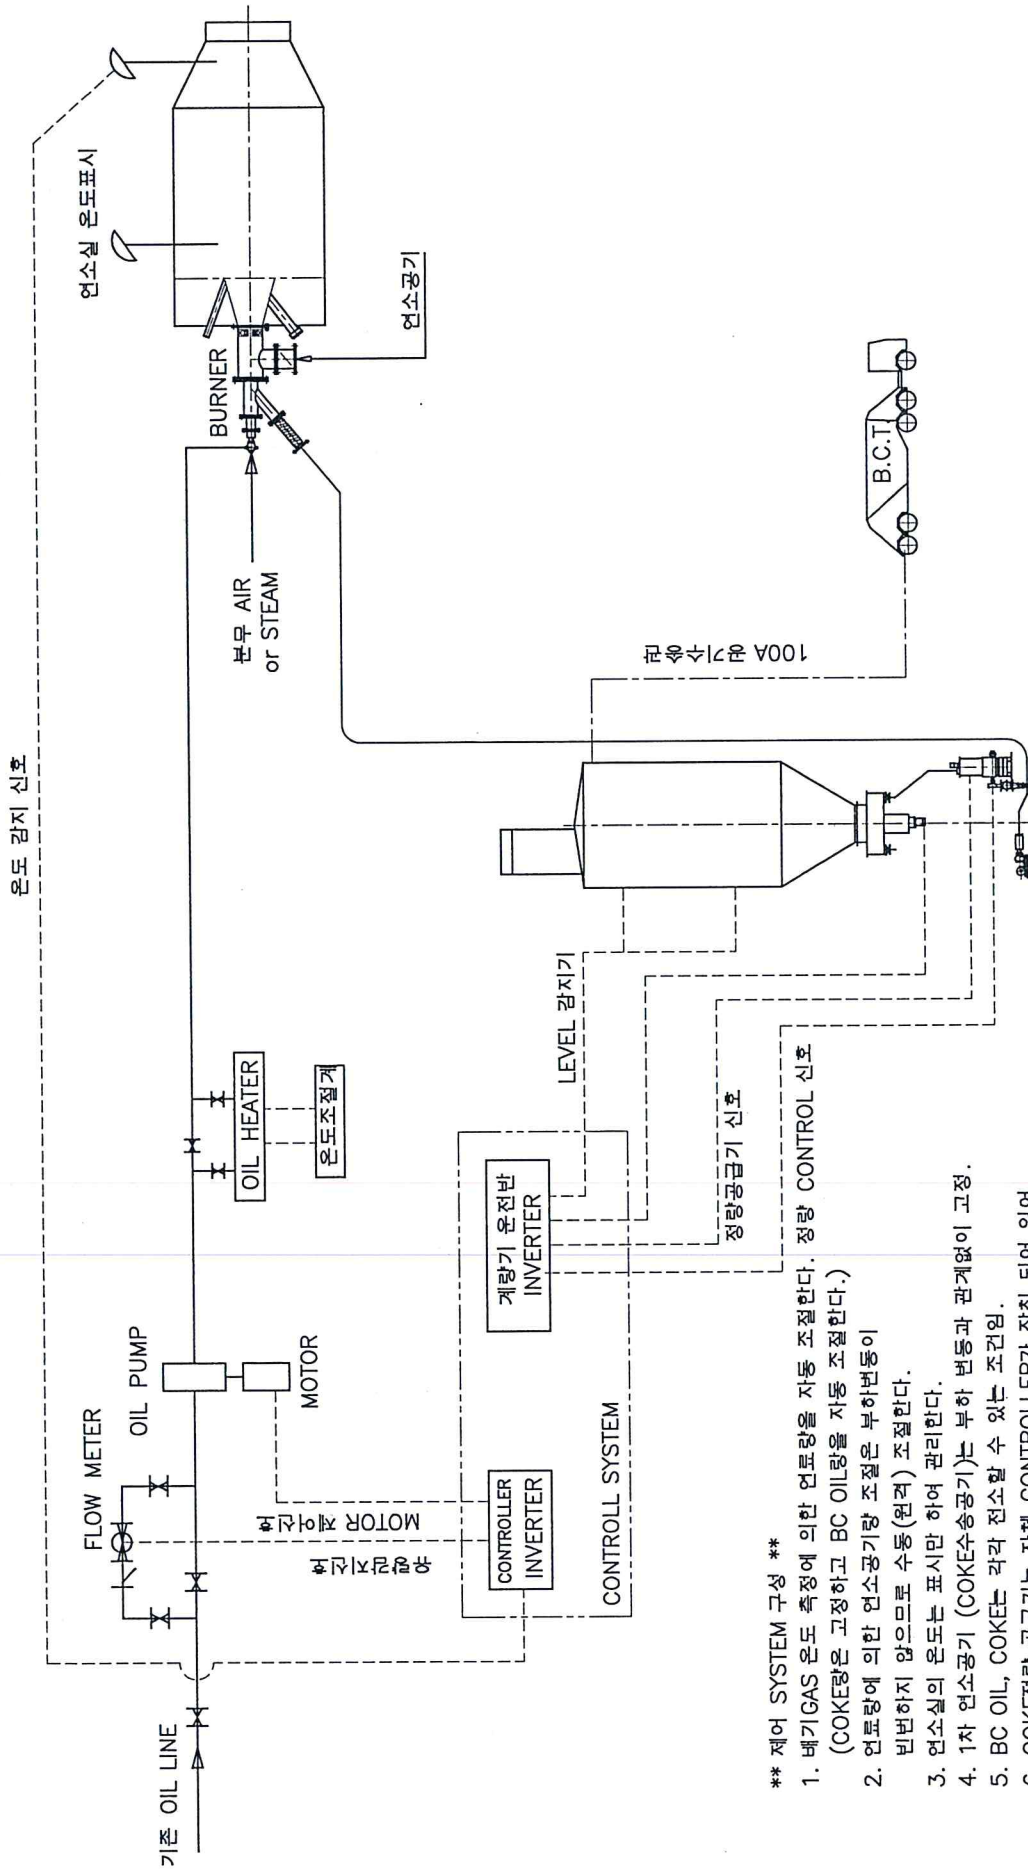 온도 감지 신호
연소실 온도표시
BURNER
연소공기
분무 AIR
or STEAM
B.C.T
100A 공기수송관
기존 OIL LINE
FLOW METER
OIL PUMP
MOTOR
OIL HEATER
온도조절계
유량감지신호
MOTOR 제어신호
CONTROLLER
INVERTER
CONTROLL SYSTEM
계량기 운전반
INVERTER
LEVEL 감지기
정량공급기 신호
정량 CONTROL 신호
** 제어 SYSTEM 구성 **
1. 배기GAS 온도 측정에 의한 연료량을 자동 조절한다.
(COKE량은 고정하고 BC OIL량을 자동 조절한다.)
2. 연료량에 의한 연소공기량 조절은 부하변동이
빈번하지 않으므로 수동(원격) 조절한다.
3. 연소실의 온도는 표시만 하여 관리한다.
4. 1차 연소공기 (COKE수송공기)는 부하 변동과 관계없이 고정.
5. BC OIL, COKE는 각각 전소할 수 있는 조건임.